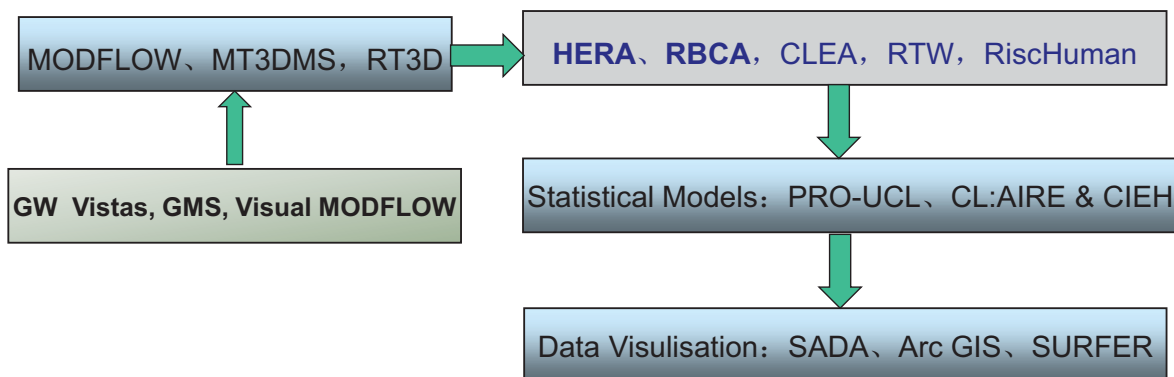 MODFLOW、MT3DMS，RT3D
HERA、RBCA，CLEA，RTW，RiscHuman
GW Vistas, GMS, Visual MODFLOW
Statistical Models：PRO-UCL、CL:AIRE & CIEH
Data Visulisation：SADA、Arc GIS、SURFER